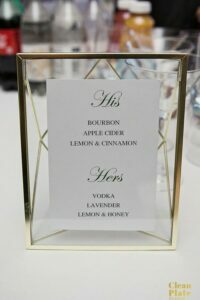 His
BOURBON
APPLE CIDER
LEMON & CINNAMON
Hers
VODKA
LAVENDER
LEMON & HONEY
Clean
Plate